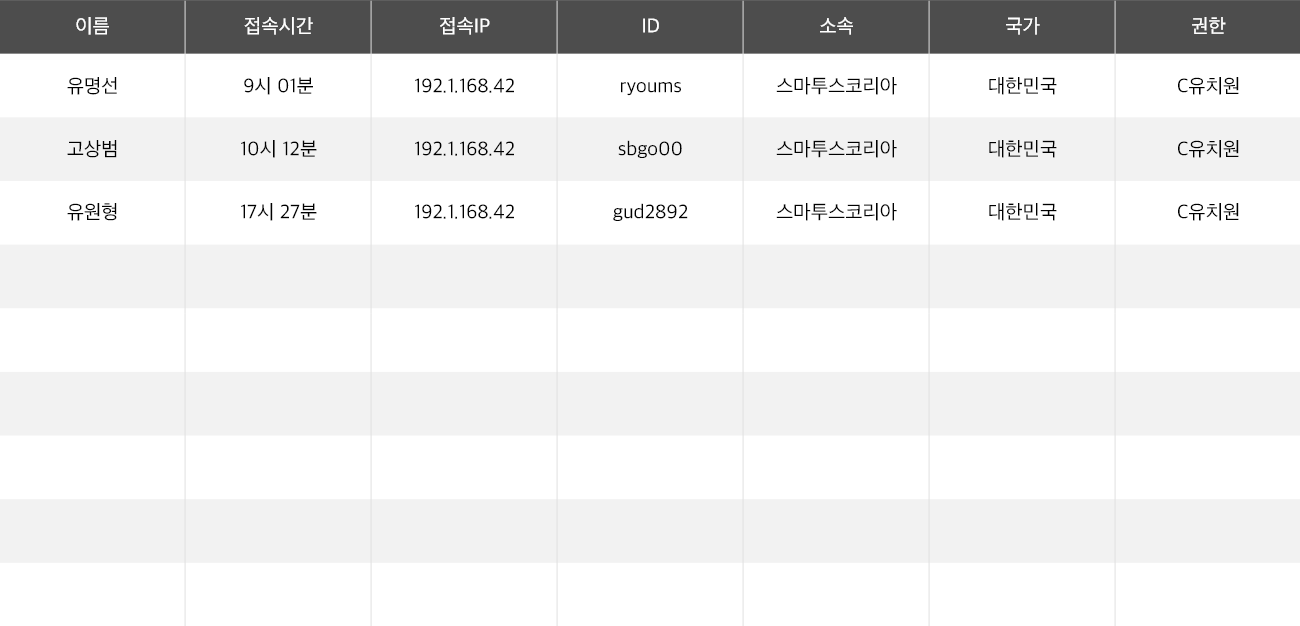 이름 접속시간 접속IP ID 소속 국가 권한
유명선 9시 01분 192.1.168.42 ryoums 스마투스코리아 대한민국 C유치원
고상범 10시 12분 192.1.168.42 sbgo00 스마투스코리아 대한민국 C유치원
유원형 17시 27분 192.1.168.42 gud2892 스마투스코리아 대한민국 C유치원